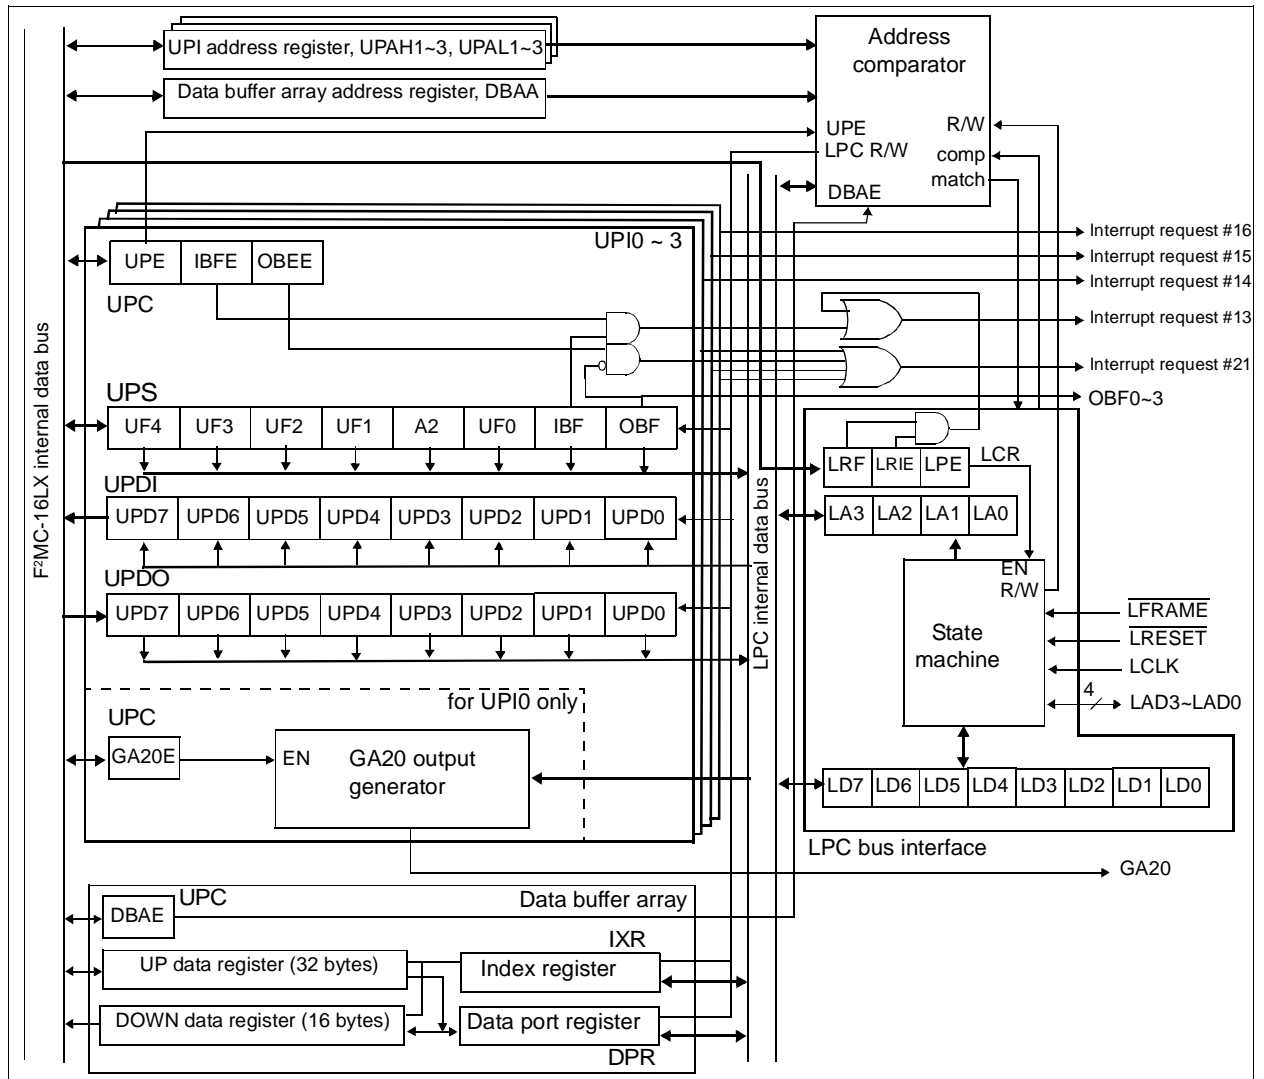 UPI address register, UPAH1~3, UPAL1~3
Data buffer array address register, DBAA
Address
comparator
UPE
R/W
LPC R/W
comp
match
DBAE
UPI0 ~ 3
Interrupt request #16
Interrupt request #15
Interrupt request #14
Interrupt request #13
Interrupt request #21
OBF0~3
UPE IBFE OBEE
UPC
UPS
UF4 UF3 UF2 UF1 A2 UF0 IBF OBF
UPDI
UPD7 UPD6 UPD5 UPD4 UPD3 UPD2 UPD1 UPD0
UPDO
UPD7 UPD6 UPD5 UPD4 UPD3 UPD2 UPD1 UPD0
F²MC-16LX internal data bus
LPC internal data bus
LRF LRIE LPE
LCR
LA3 LA2 LA1 LA0
EN
R/W
State
machine
LFRAME
LRESET
LCLK
4
LAD3~LAD0
LD7 LD6 LD5 LD4 LD3 LD2 LD1 LD0
LPC bus interface
for UPI0 only
UPC
GA20E
EN
GA20 output
generator
GA20
UPC
Data buffer array
DBAE
IXR
UP data register (32 bytes)
Index register
DOWN data register (16 bytes)
Data port register
DPR